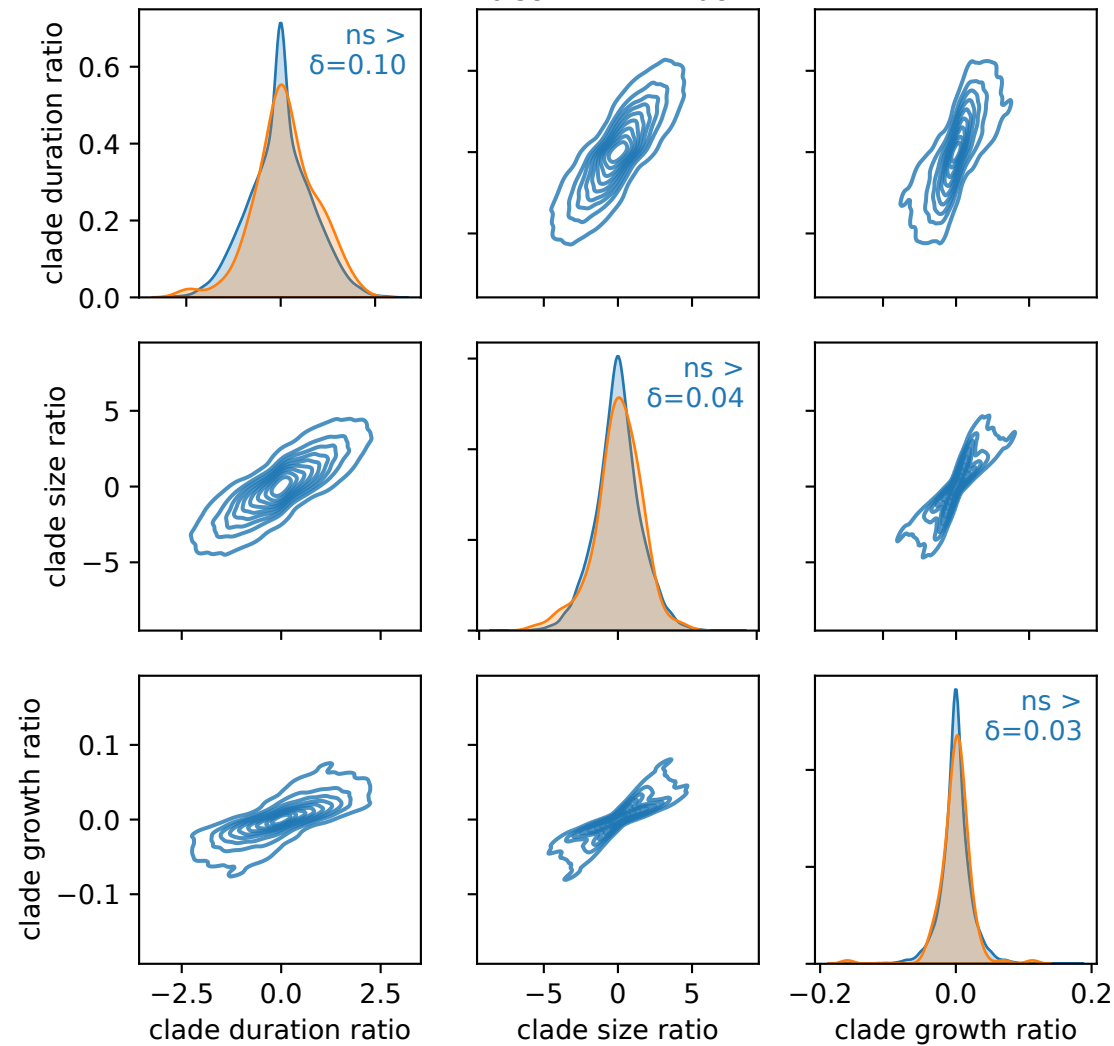 clade duration ratio
0.6
0.4
0.2
0.0
ns >
δ=0.10
clade size ratio
5
0
−5
ns >
δ=0.04
clade growth ratio
0.1
0.0
−0.1
ns >
δ=0.03
−2.5 0.0 2.5
−5 0 5
−0.2 0.0 0.2
clade duration ratio
clade size ratio
clade growth ratio